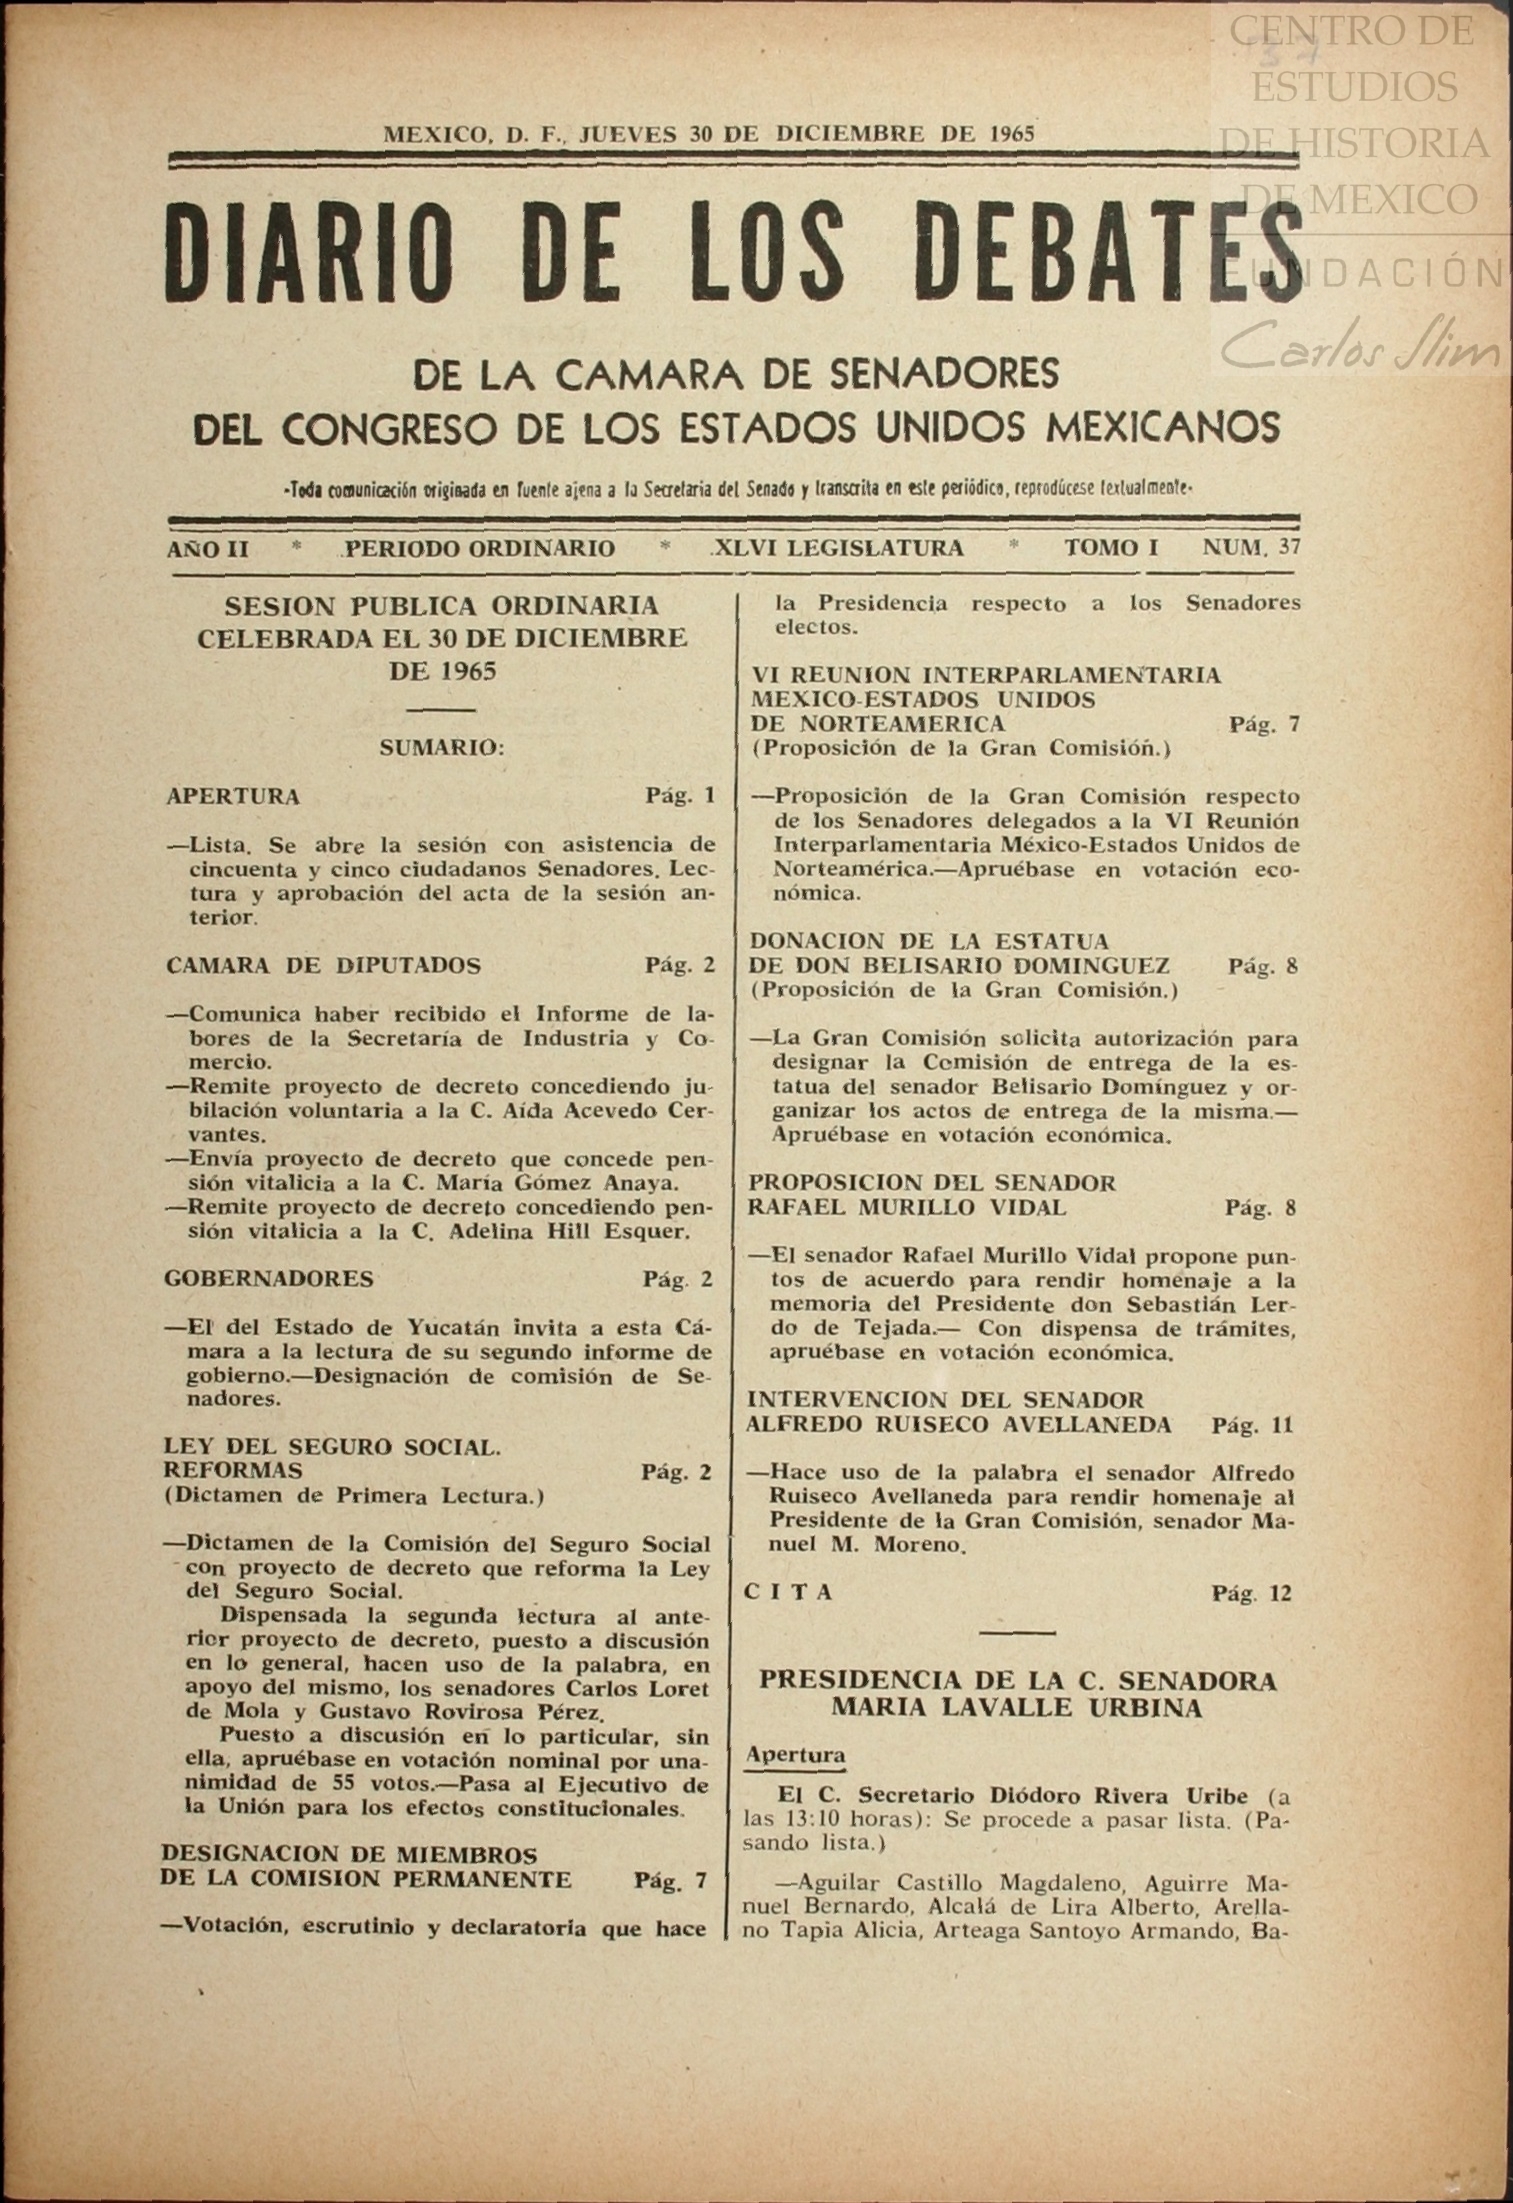 CENTRO DE
ESTUDIOS
DE HISTORIA
DE MEXICO
FUNDACIÓN
Carlos Slim
MEXICO, D. F., JUEVES 30 DE DICIEMBRE DE 1965
DIARIO DE LOS DEBATES
DE LA CAMARA DE SENADORES
DEL CONGRESO DE LOS ESTADOS UNIDOS MEXICANOS
-Toda comunicación originada en fuente ajena a la Secretaria del Senado y transcrita en este periódico, reprodúcese textualmente-
AÑO II * PERIODO ORDINARIO * XLVI LEGISLATURA * TOMO I NUM. 37
SESION PUBLICA ORDINARIA
CELEBRADA EL 30 DE DICIEMBRE
DE 1965
SUMARIO:
APERTURA Pág. 1
—Lista. Se abre la sesión con asistencia de
cincuenta y cinco ciudadanos Senadores. Lec-
tura y aprobación del acta de la sesión an-
terior.
CAMARA DE DIPUTADOS Pág. 2
—Comunica haber recibido el Informe de la-
bores de la Secretaría de Industria y Co-
mercio.
—Remite proyecto de decreto concediendo ju-
bilación voluntaria a la C. Aída Acevedo Cer-
vantes.
—Envía proyecto de decreto que concede pen-
sión vitalicia a la C. María Gómez Anaya.
—Remite proyecto de decreto concediendo pen-
sión vitalicia a la C. Adelina Hill Esquer.
GOBERNADORES Pág. 2
—El del Estado de Yucatán invita a esta Cá-
mara a la lectura de su segundo informe de
gobierno.—Designación de comisión de Se-
nadores.
LEY DEL SEGURO SOCIAL.
REFORMAS Pág. 2
(Dictamen de Primera Lectura.)
—Dictamen de la Comisión del Seguro Social
con proyecto de decreto que reforma la Ley
del Seguro Social.
Dispensada la segunda lectura al ante-
rior proyecto de decreto, puesto a discusión
en lo general, hacen uso de la palabra, en
apoyo del mismo, los senadores Carlos Loret
de Mola y Gustavo Rovirosa Pérez.
Puesto a discusión en lo particular, sin
ella, apruébase en votación nominal por una-
nimidad de 55 votos.—Pasa al Ejecutivo de
la Unión para los efectos constitucionales.
DESIGNACION DE MIEMBROS
DE LA COMISION PERMANENTE Pág. 7
—Votación, escrutinio y declaratoria que hace
la Presidencia respecto a los Senadores
electos.
VI REUNION INTERPARLAMENTARIA
MEXICO-ESTADOS UNIDOS
DE NORTEAMERICA Pág. 7
(Proposición de la Gran Comisión.)
—Proposición de la Gran Comisión respecto
de los Senadores delegados a la VI Reunión
Interparlamentaria México-Estados Unidos de
Norteamérica.—Apruébase en votación eco-
nómica.
DONACION DE LA ESTATUA
DE DON BELISARIO DOMINGUEZ Pág. 8
(Proposición de la Gran Comisión.)
—La Gran Comisión solicita autorización para
designar la Comisión de entrega de la es-
tatua del senador Belisario Domínguez y or-
ganizar los actos de entrega de la misma.—
Apruébase en votación económica.
PROPOSICION DEL SENADOR
RAFAEL MURILLO VIDAL Pág. 8
—El senador Rafael Murillo Vidal propone pun-
tos de acuerdo para rendir homenaje a la
memoria del Presidente don Sebastián Ler-
do de Tejada.— Con dispensa de trámites,
apruébase en votación económica.
INTERVENCION DEL SENADOR
ALFREDO RUISECO AVELLANEDA Pág. 11
—Hace uso de la palabra el senador Alfredo
Ruiseco Avellaneda para rendir homenaje al
Presidente de la Gran Comisión, senador Ma-
nuel M. Moreno.
C I T A Pág. 12
PRESIDENCIA DE LA C. SENADORA
MARIA LAVALLE URBINA
Apertura
El C. Secretario Diódoro Rivera Uribe (a
las 13:10 horas): Se procede a pasar lista. (Pa-
sando lista.)
—Aguilar Castillo Magdaleno, Aguirre Ma-
nuel Bernardo, Alcalá de Lira Alberto, Arella-
no Tapia Alicia, Arteaga Santoyo Armando, Ba-